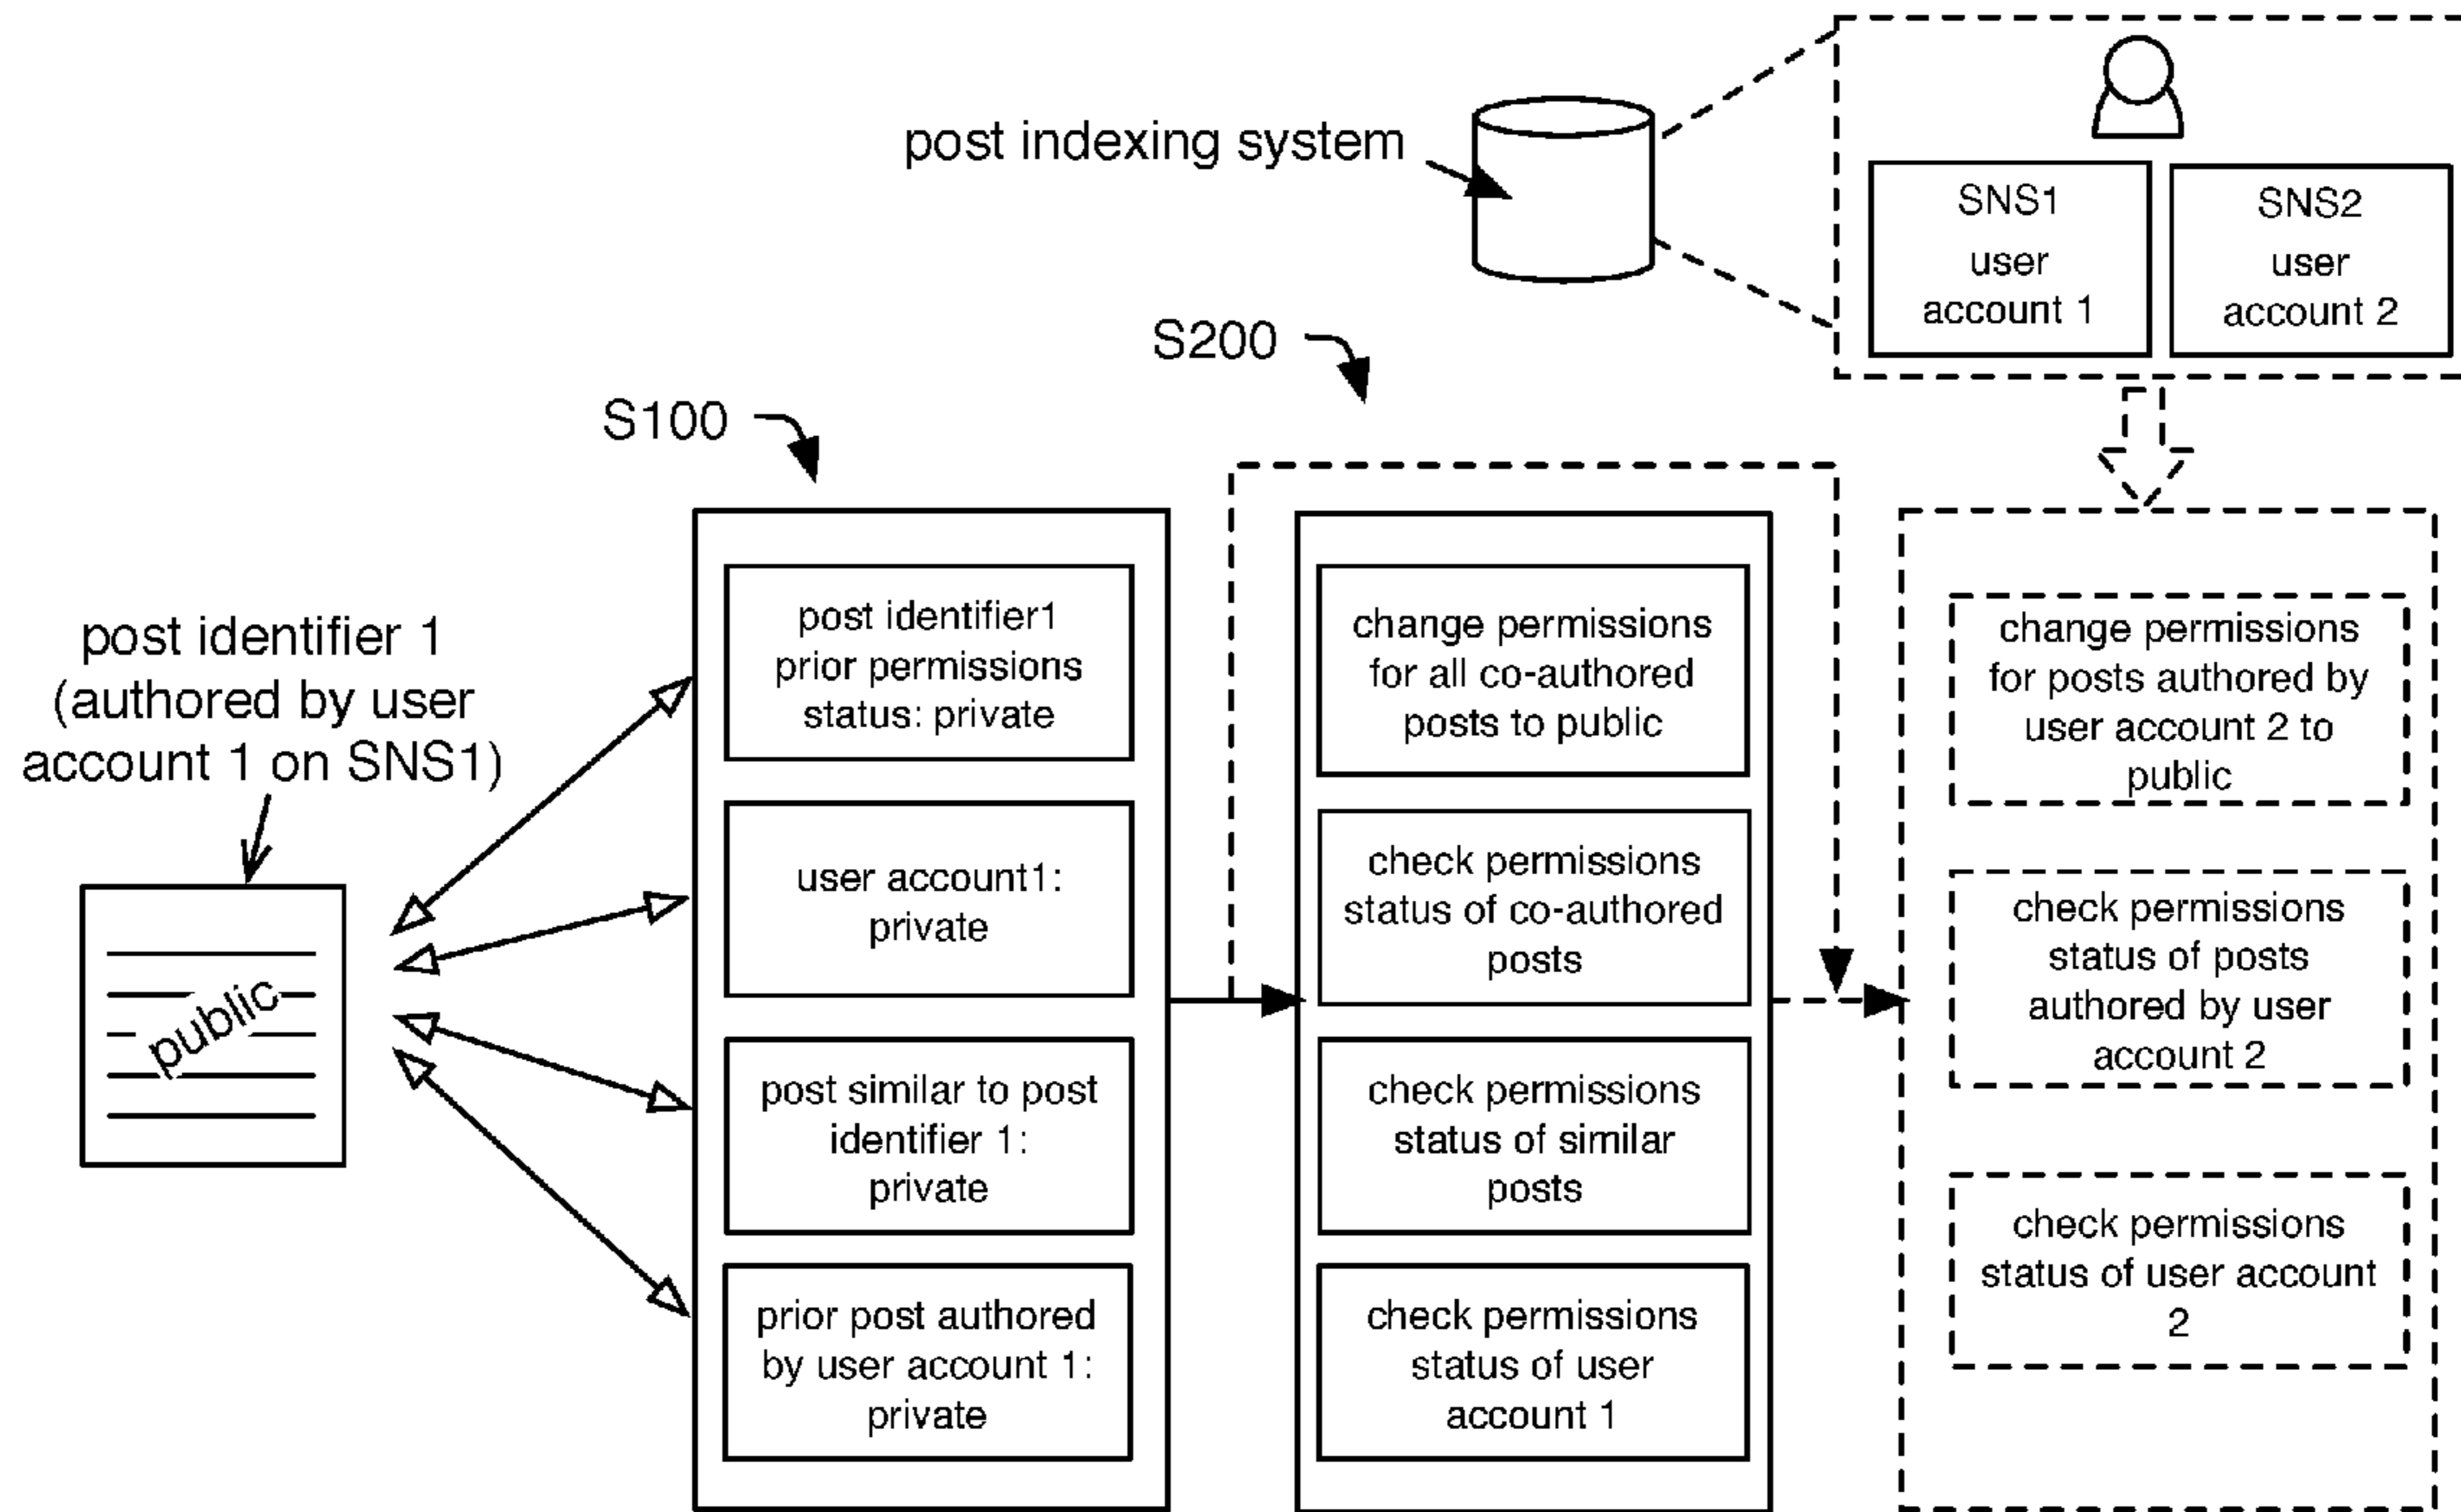 post indexing system
SNS1
user
account 1
SNS2
user
account 2
S200
S100
post identifier 1
(authored by user
account 1 on SNS1)
public
post identifier1
prior permissions
status: private
user account1:
private
post similar to post
identifier 1:
private
prior post authored
by user account 1:
private
change permissions
for all co-authored
posts to public
check permissions
status of co-authored
posts
check permissions
status of similar
posts
check permissions
status of user
account 1
change permissions
for posts authored by
user account 2 to
public
check permissions
status of posts
authored by user
account 2
check permissions
status of user account
2